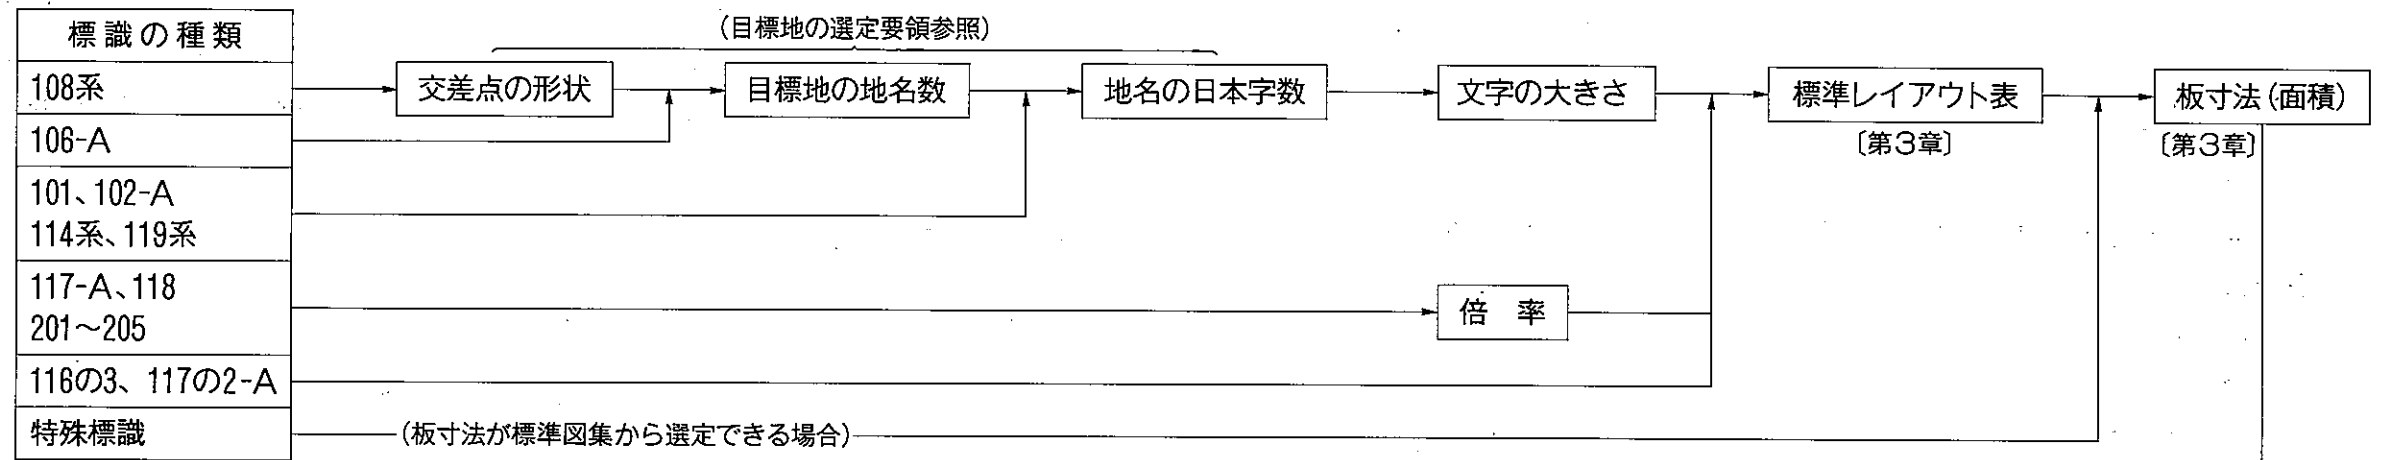 標識の種類
(目標地の選定要領参照)
108系
交差点の形状
目標地の地名数
地名の日本字数
文字の大きさ
標準レイアウト表
板寸法(面積)
〔第3章〕
〔第3章〕
106-A
101、102-A
114系、119系
117-A、118
201〜205
倍 率
116の3、117の2-A
特殊標識
(板寸法が標準図集から選定できる場合)